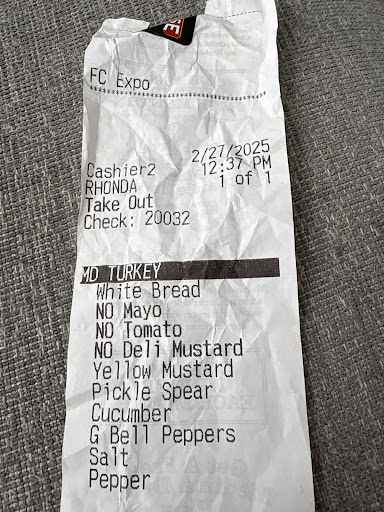 FC Expo
****************************************
2/27/2025
Cashier2 12:37 PM
RHONDA 1 of 1
Take Out
Check: 20032
MD TURKEY
White Bread
NO Mayo
NO Tomato
NO Deli Mustard
Yellow Mustard
Pickle Spear
Cucumber
G Bell Peppers
Salt
Pepper